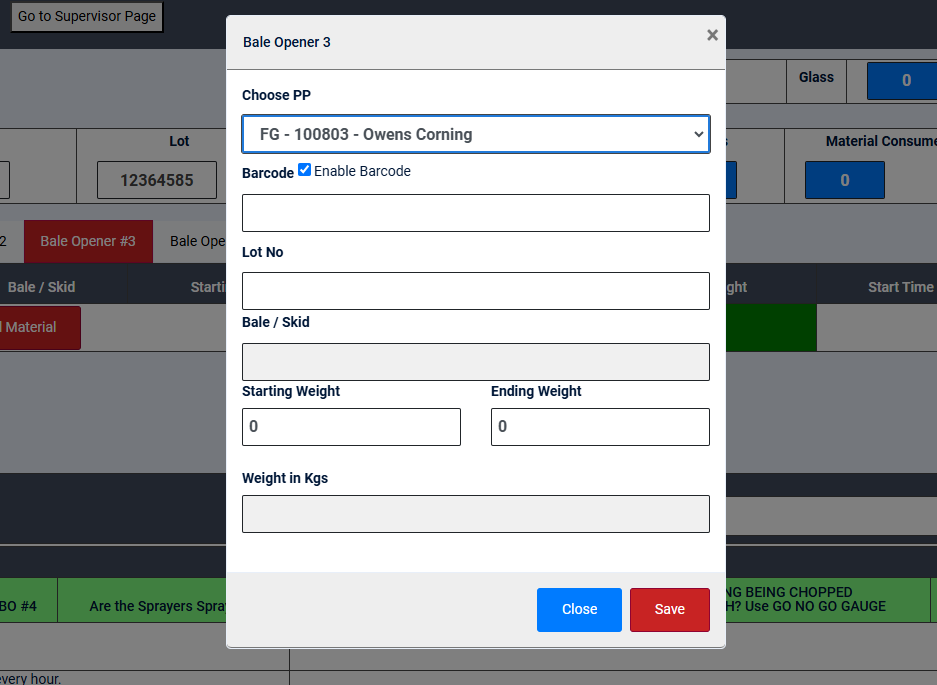 Go to Supervisor Page
Bale Opener 3
×
Glass
0
Choose PP
FG - 100803 - Owens Corning
Lot
Material Consume
12364585
0
Barcode Enable Barcode
2
Bale Opener #3
Bale Ope
Lot No
Bale / Skid
Starti
ght
Start Time
l Material
Bale / Skid
Starting Weight
Ending Weight
0
0
Weight in Kgs
BO #4
Are the Sprayers Spra
NG BEING CHOPPED
H? Use GO NO GO GAUGE
Close
Save
every hour.